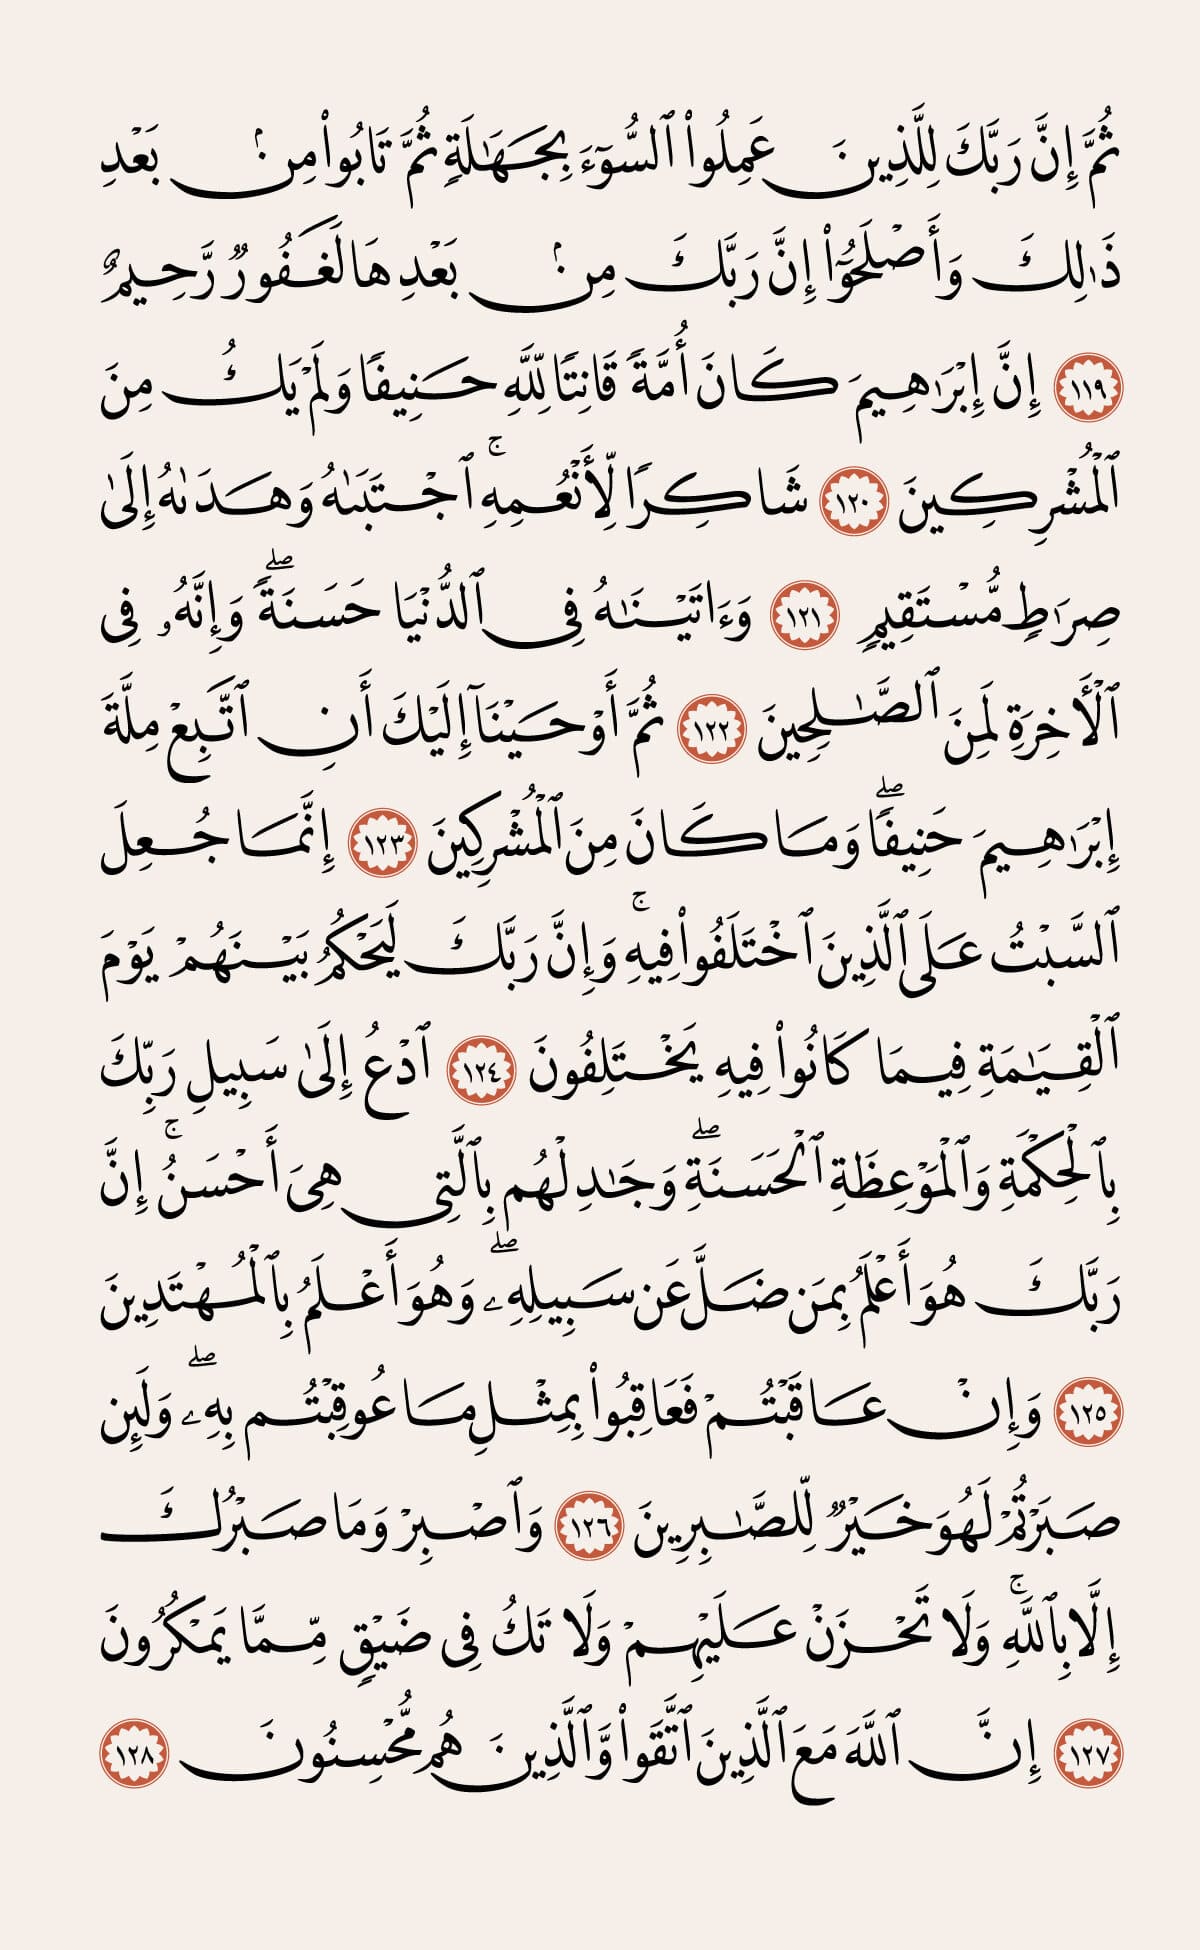 ثُمَّ إِنَّ رَبَّكَ لِلَّذِينَ عَمِلُوا۟ ٱلسُّوٓءَ بِجَهَـٰلَةٍۢ ثُمَّ تَابُوا۟ مِنۢ بَعْدِ
ذَٰلِكَ وَأَصْلَحُوٓا۟ إِنَّ رَبَّكَ مِنۢ بَعْدِهَا لَغَفُورٌۭ رَّحِيمٌ
١١٩ إِنَّ إِبْرَٰهِيمَ كَانَ أُمَّةًۭ قَانِتًۭا لِّلَّهِ حَنِيفًۭا وَلَمْ يَكُ مِنَ
ٱلْمُشْرِكِينَ ١٢٠ شَاكِرًۭا لِّأَنْعُمِهِ ۚ ٱجْتَبَىٰهُ وَهَدَىٰهُ إِلَىٰ
صِرَٰطٍۢ مُّسْتَقِيمٍۢ ١٢١ وَءَاتَيْنَـٰهُ فِى ٱلدُّنْيَا حَسَنَةًۭ ۖ وَإِنَّهُۥ فِى
ٱلْـَٔاخِرَةِ لَمِنَ ٱلصَّـٰلِحِينَ ١٢٢ ثُمَّ أَوْحَيْنَآ إِلَيْكَ أَنِ ٱتَّبِعْ مِلَّةَ
إِبْرَٰهِيمَ حَنِيفًۭا ۖ وَمَا كَانَ مِنَ ٱلْمُشْرِكِينَ ١٢٣ إِنَّمَا جُعِلَ
ٱلسَّبْتُ عَلَى ٱلَّذِينَ ٱخْتَلَفُوا۟ فِيهِ ۚ وَإِنَّ رَبَّكَ لَيَحْكُمُ بَيْنَهُمْ يَوْمَ
ٱلْقِيَـٰمَةِ فِيمَا كَانُوا۟ فِيهِ يَخْتَلِفُونَ ١٢٤ ٱدْعُ إِلَىٰ سَبِيلِ رَبِّكَ
بِٱلْحِكْمَةِ وَٱلْمَوْعِظَةِ ٱلْحَسَنَةِ ۖ وَجَـٰدِلْهُم بِٱلَّتِى هِىَ أَحْسَنُ ۚ إِنَّ
رَبَّكَ هُوَ أَعْلَمُ بِمَن ضَلَّ عَن سَبِيلِهِۦ ۖ وَهُوَ أَعْلَمُ بِٱلْمُهْتَدِينَ
١٢٥ وَإِنْ عَاقَبْتُمْ فَعَاقِبُوا۟ بِمِثْلِ مَا عُوقِبْتُم بِهِۦ ۖ وَلَئِن
صَبَرْتُمْ لَهُوَ خَيْرٌۭ لِّلصَّـٰبِرِينَ ١٢٦ وَٱصْبِرْ وَمَا صَبْرُكَ
إِلَّا بِٱللَّهِ ۚ وَلَا تَحْزَنْ عَلَيْهِمْ وَلَا تَكُ فِى ضَيْقٍۢ مِّمَّا يَمْكُرُونَ
١٢٧ إِنَّ ٱللَّهَ مَعَ ٱلَّذِينَ ٱتَّقَوا۟ وَّٱلَّذِينَ هُم مُّحْسِنُونَ ١٢٨